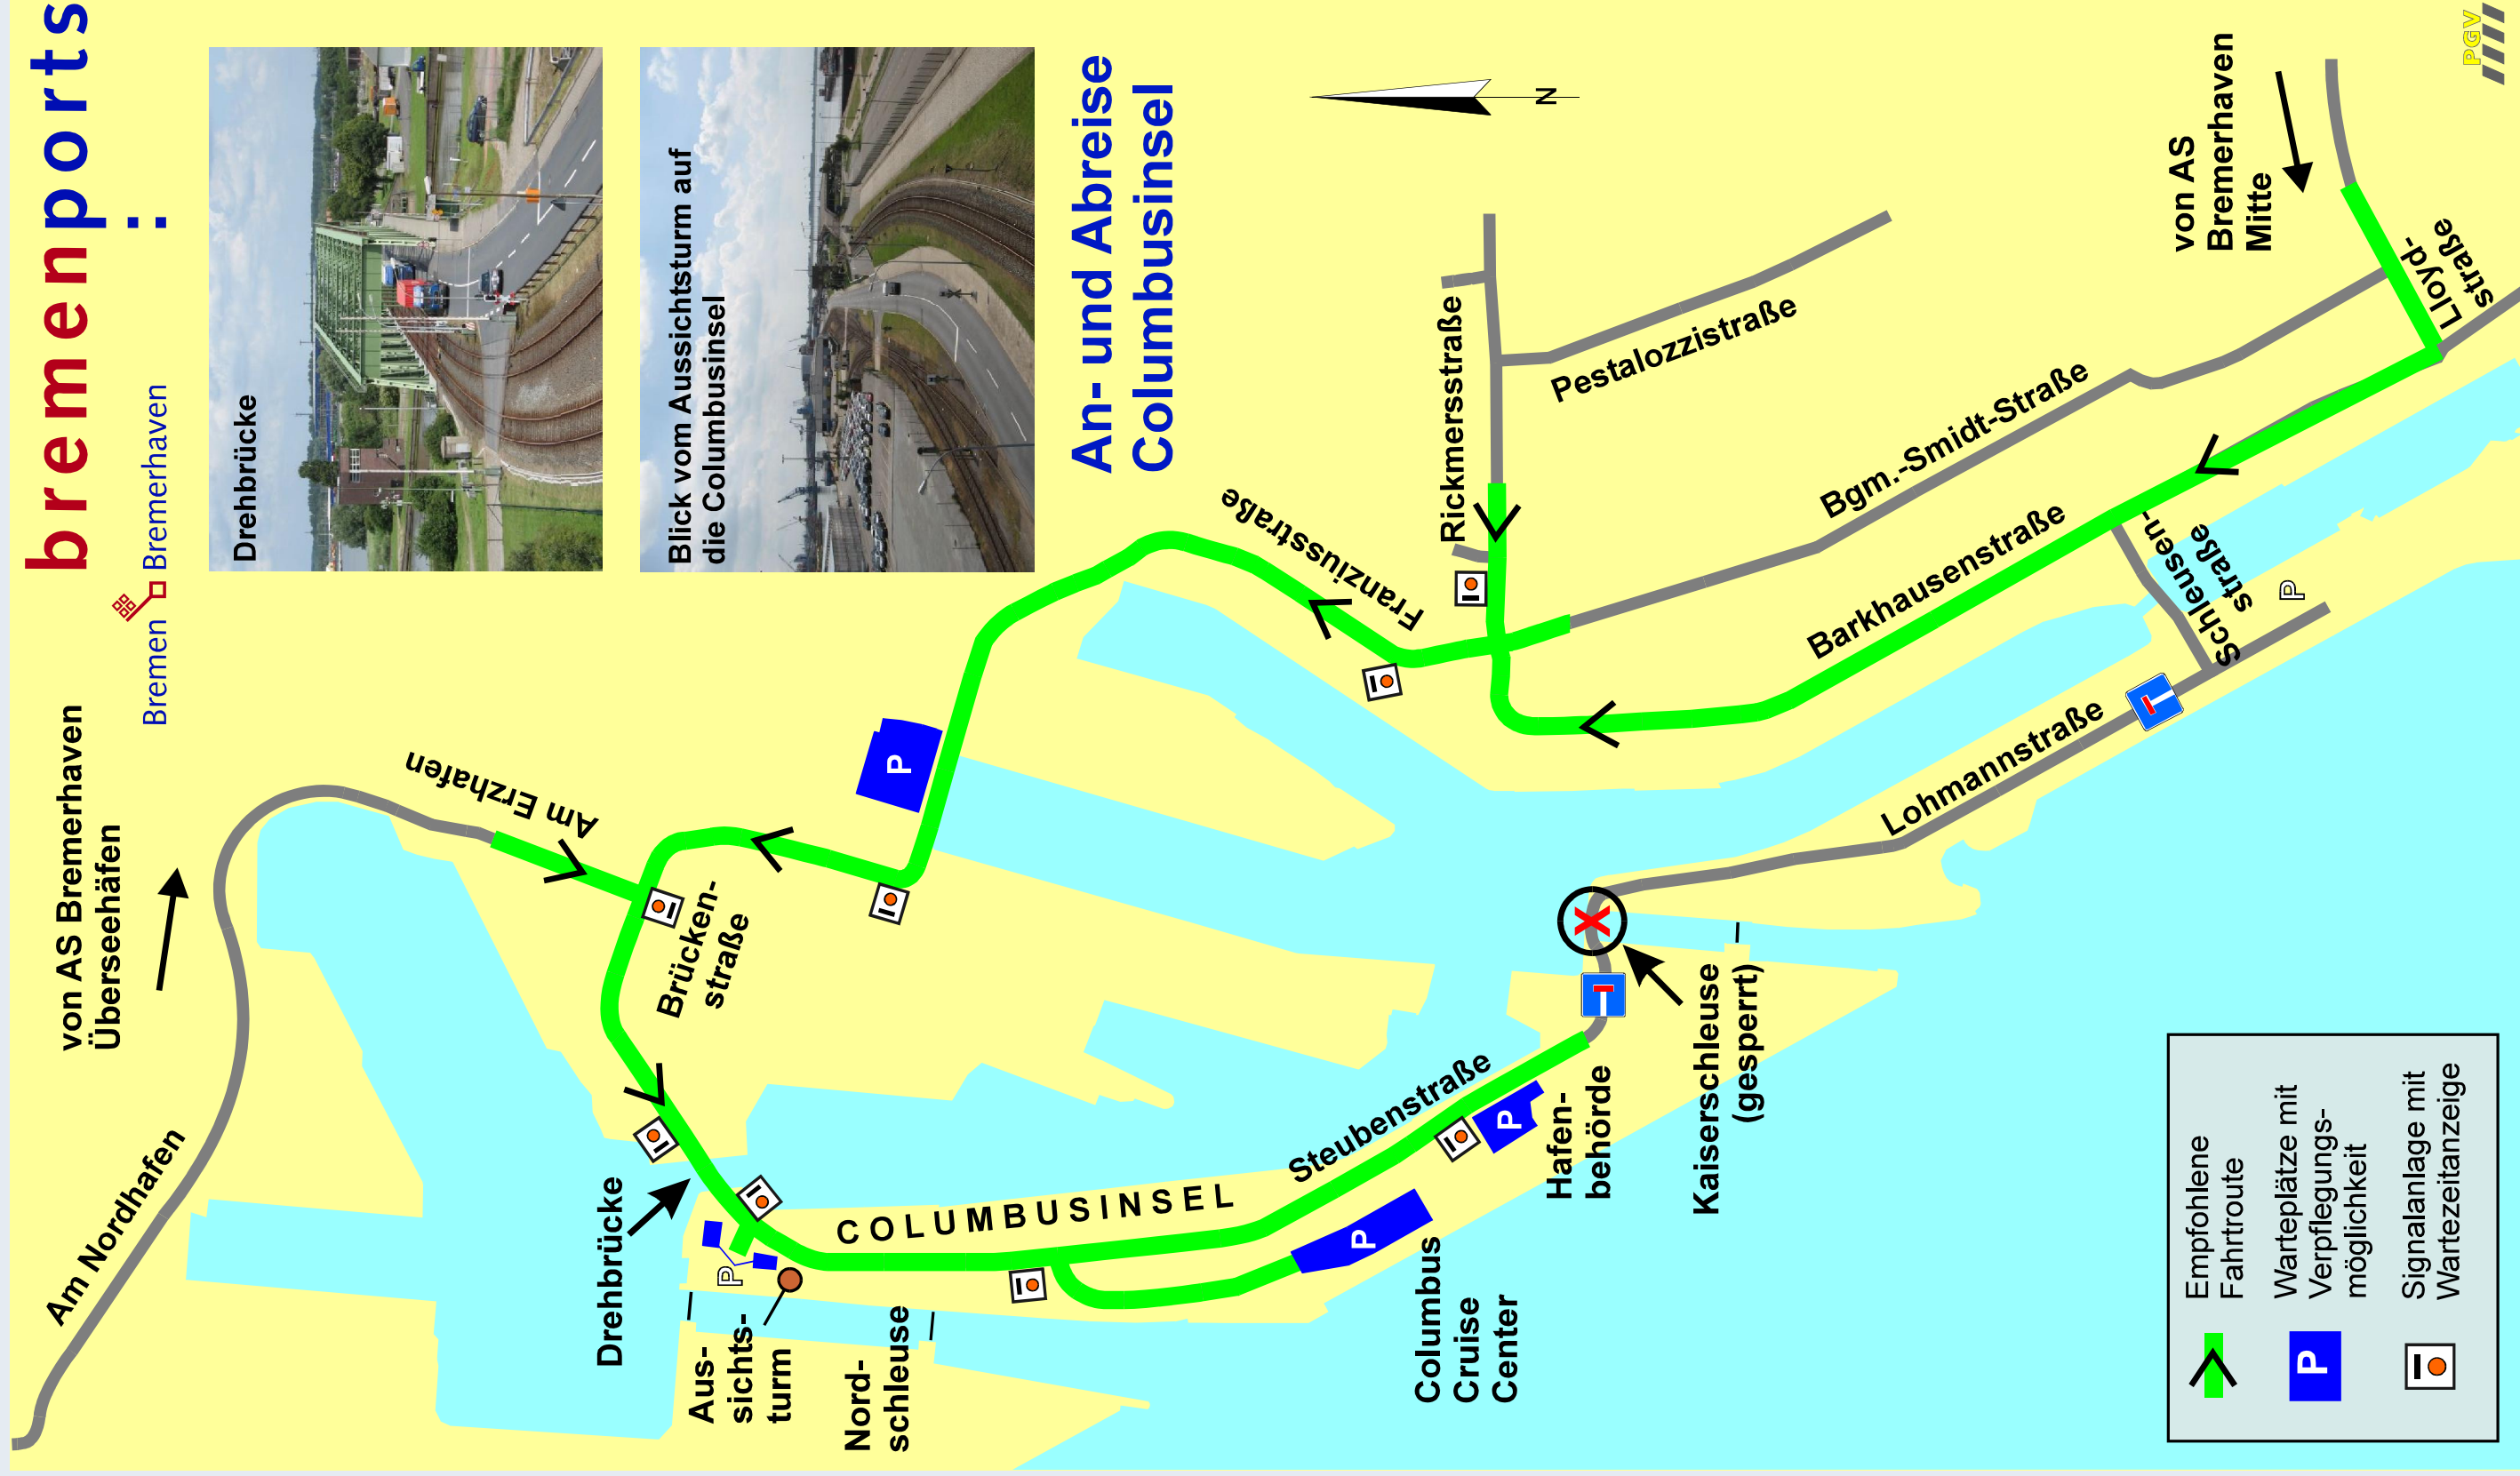 bremenports
Bremen Bremerhaven
Drehbrücke
Blick vom Aussichtsturm auf
die Columbusinsel
An- und Abreise
Columbusinsel
N
von AS Bremerhaven
Überseehäfen
Am Nordhafen
Am Erzhafen
P
Brücken-
straße
Franziusstraße
Rickmersstraße
Pestalozzistraße
Bgm.-Smidt-Straße
Barkhausenstraße
von AS
Bremerhaven
Mitte
Lloyd-
straße
Schleusen-
straße
P
Lohmannstraße
X
Kaiserschleuse
(gesperrt)
Hafen-
behörde
P
Steubenstraße
COLUMBUSINSEL
P
Columbus
Cruise
Center
Drehbrücke
P
Aus-
sichts-
turm
Nord-
schleuse
Empfohlene
Fahrtroute
P
Warteplätze mit
Verpflegungs-
möglichkeit
Signalanlage mit
Wartezeitanzeige
PGV